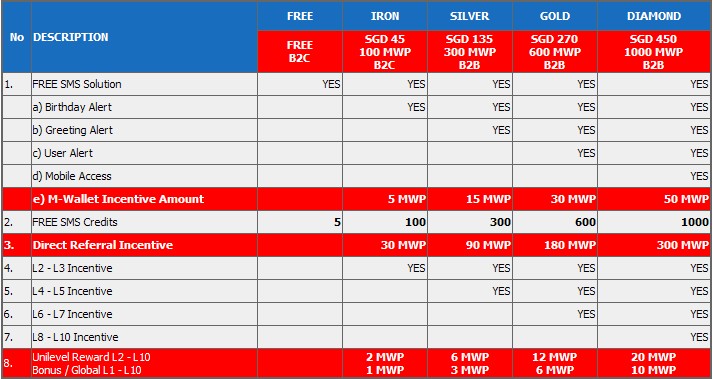 No DESCRIPTION FREE IRON SILVER GOLD DIAMOND
FREE SGD 45 SGD 135 SGD 270 SGD 450
B2C 100 MWP 300 MWP 600 MWP 1000 MWP
B2C B2B B2B B2B
1. FREE SMS Solution YES YES YES YES YES
a) Birthday Alert YES YES YES YES
b) Greeting Alert YES YES YES
c) User Alert YES YES
d) Mobile Access YES
e) M-Wallet Incentive Amount 5 MWP 15 MWP 30 MWP 50 MWP
2. FREE SMS Credits 5 100 300 600 1000
3. Direct Referral Incentive 30 MWP 90 MWP 180 MWP 300 MWP
4. L2 - L3 Incentive YES YES YES YES
5. L4 - L5 Incentive YES YES YES
6. L6 - L7 Incentive YES YES
7. L8 - L10 Incentive YES
8. Unilevel Reward L2 - L10 2 MWP 6 MWP 12 MWP 20 MWP
Bonus / Global L1 - L10 1 MWP 3 MWP 6 MWP 10 MWP